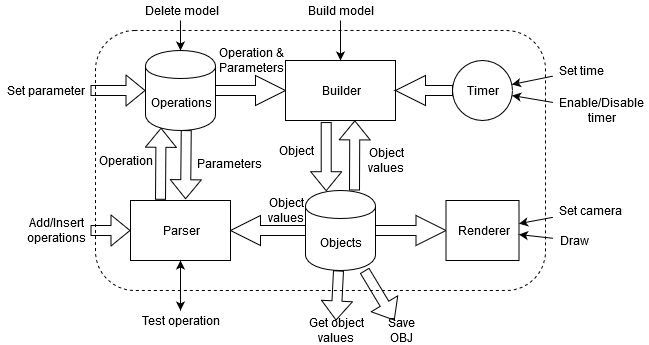 Delete model
Build model
Operation &
Parameters
Set parameter
Operations
Builder
Timer
Set time
Enable/Disable
timer
Operation
Parameters
Object
Object
values
Add/Insert
operations
Parser
Object
values
Objects
Renderer
Set camera
Draw
Test operation
Get object
values
Save
OBJ